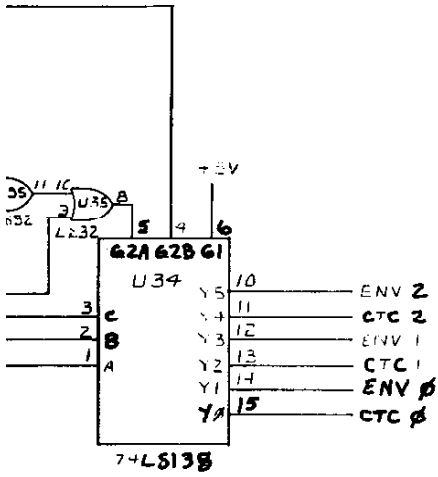 +5V
35 11 10 U35 8
LS32 9 LS32 5 4 6
G2A G2B G1
U34
Y5 10 ENV 2
3 C Y4 11 CTC 2
2 B Y3 12 ENV 1
1 A Y2 13 CTC 1
Y1 14 ENV Ø
YØ 15 CTC Ø
74LS138